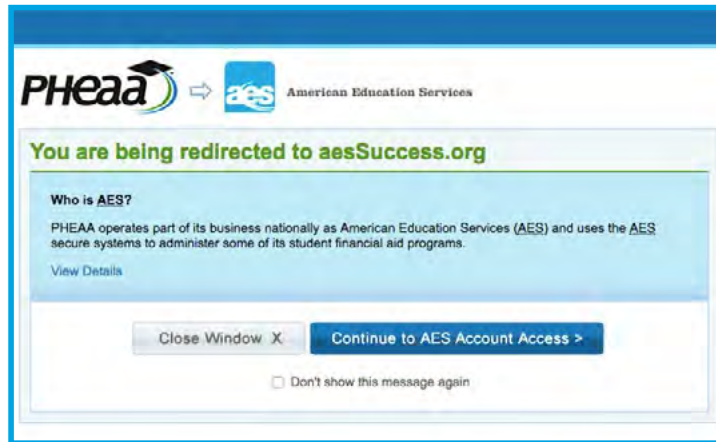 PHeaa
aes American Education Services
You are being redirected to aesSuccess.org
Who is AES?
PHEAA operates part of its business nationally as American Education Services (AES) and uses the AES
secure systems to administer some of its student financial aid programs.
View Details
Close Window X
Continue to AES Account Access >
Don't show this message again